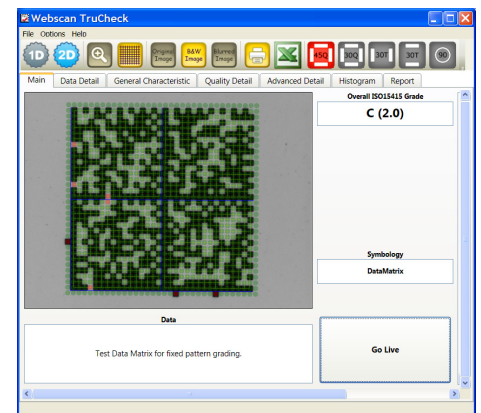 Webscan TruCheck
File Options Help
1D 2D Original Image B&W Image Blurred Image 45Q 30Q 30T 30T 90
Main Data Detail General Characteristic Quality Detail Advanced Detail Histogram Report
Overall ISO15415 Grade
C (2.0)
Symbology
DataMatrix
Data
Test Data Matrix for fixed pattern grading.
Go Live